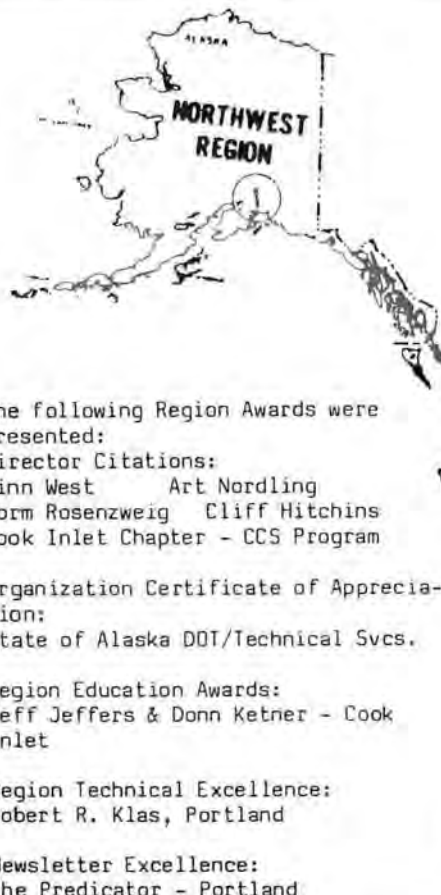 ALASKA
NORTHWEST
REGION
he following Region Awards were
resented:
irector Citations:
inn West Art Nordling
orm Rosenzweig Cliff Hitchins
ook Inlet Chapter - CCS Program
rganization Certificate of Apprecia-
ion:
tate of Alaska DOT/Technical Svcs.
egion Education Awards:
eff Jeffers & Donn Ketner - Cook
nlet
egion Technical Excellence:
obert R. Klas, Portland
ewsletter Excellence:
he Predicator - Portland